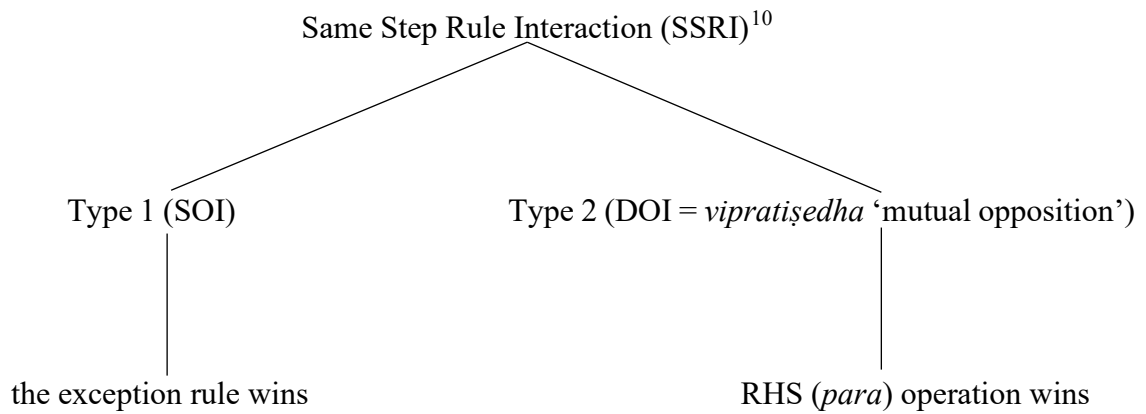 Same Step Rule Interaction (SSRI)10
Type 1 (SOI)
Type 2 (DOI = vipratiṣedha ‘mutual opposition’)
the exception rule wins
RHS (para) operation wins